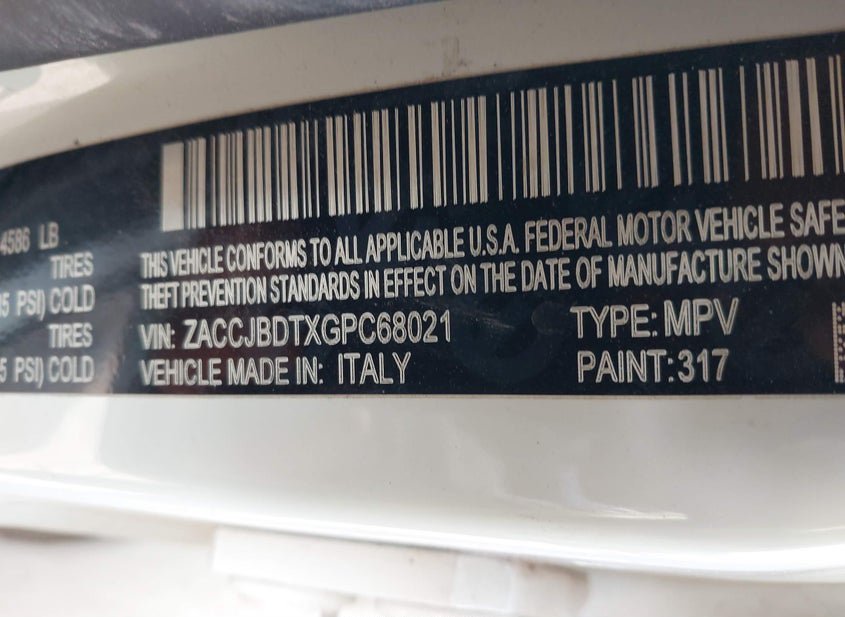 4586 LB
TIRES
PSI) COLD
TIRES
5 PSI) COLD
THIS VEHICLE CONFORMS TO ALL APPLICABLE U.S.A. FEDERAL MOTOR VEHICLE SAFE
THEFT PREVENTION STANDARDS IN EFFECT ON THE DATE OF MANUFACTURE SHOWN
VIN: ZACCJBDTXGPC68021 TYPE: MPV
VEHICLE MADE IN: ITALY PAINT: 317